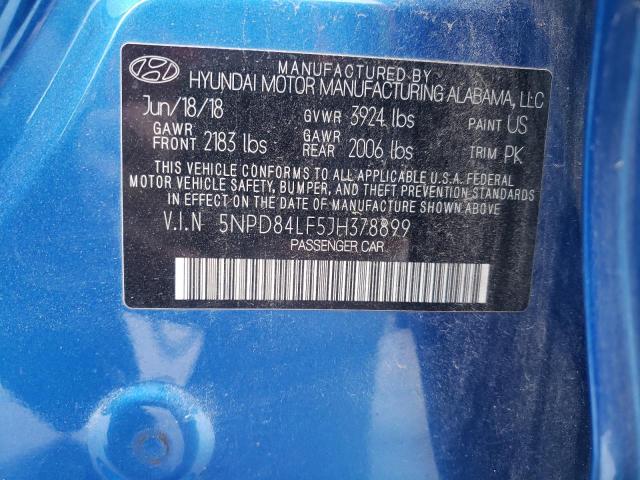 MANUFACTURED BY
HYUNDAI MOTOR MANUFACTURING ALABAMA, LLC
Jun/18/18 GVWR 3924 lbs PAINT US
GAWR FRONT 2183 lbs GAWR REAR 2006 lbs TRIM PK
THIS VEHICLE CONFORMS TO ALL APPLICABLE U.S.A. FEDERAL
MOTOR VEHICLE SAFETY, BUMPER, AND THEFT PREVENTION STANDARDS
IN EFFECT ON THE DATE OF MANUFACTURE SHOWN ABOVE.
V.I.N 5NPD84LF5JH378899
PASSENGER CAR